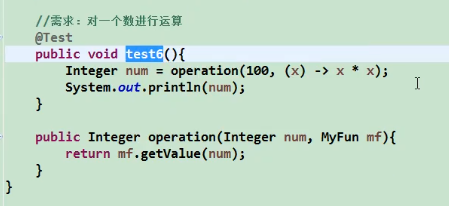 //需求：对一个数进行运算
@Test
public void test6(){
Integer num = operation(100, (x) -> x * x);
System.out.println(num);
}
public Integer operation(Integer num, MyFun mf){
return mf.getValue(num);
}
}